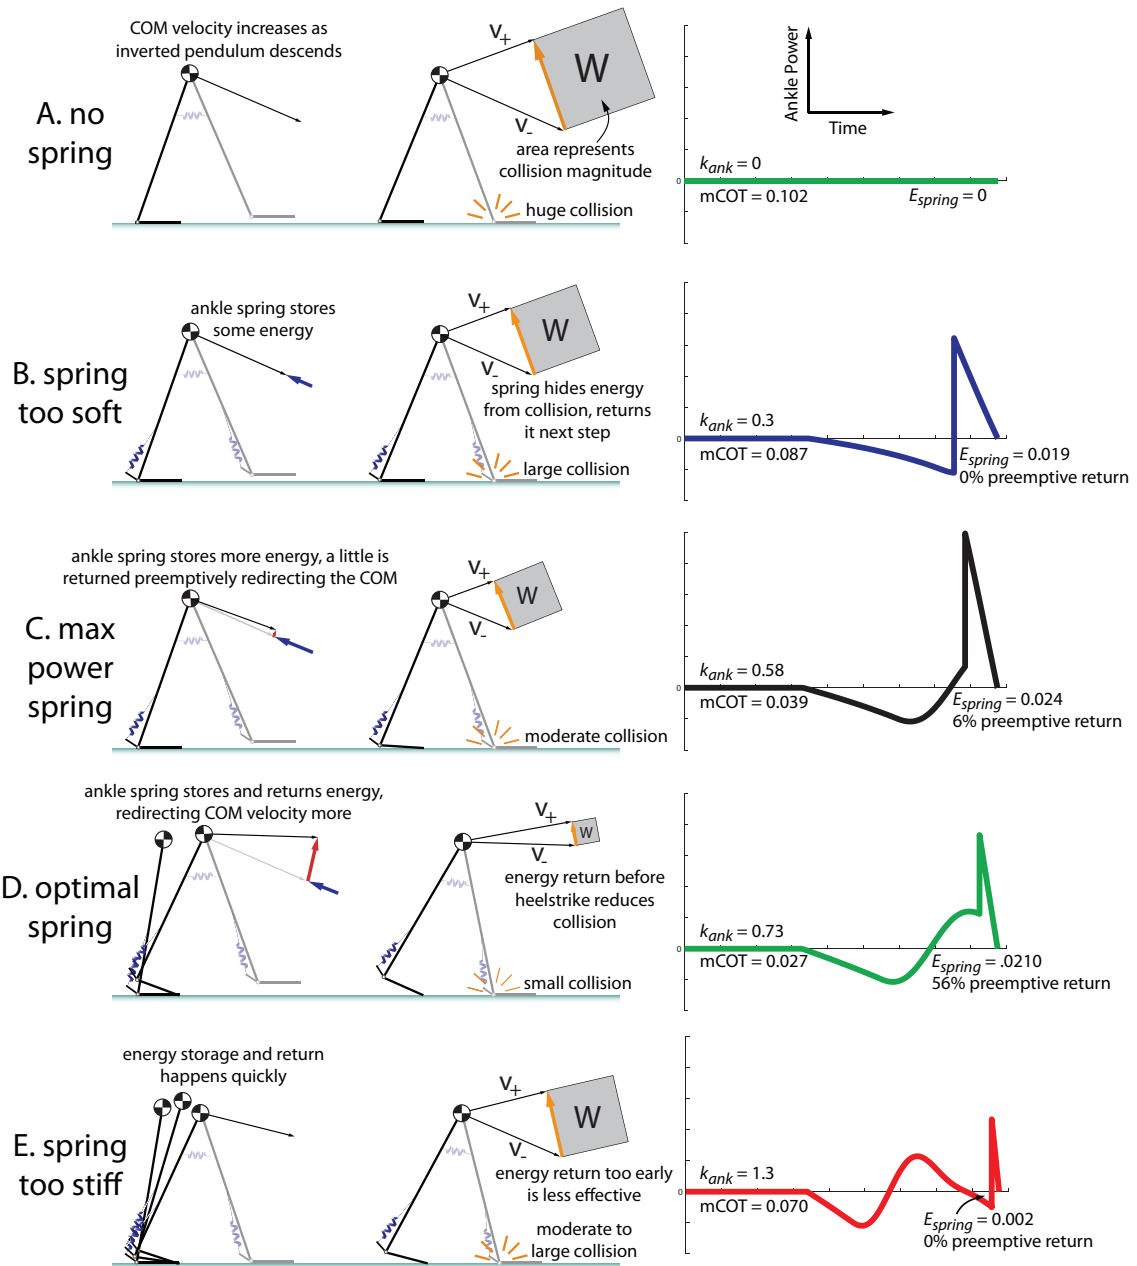 COM velocity increases as
inverted pendulum descends
A. no
spring
V+
V-
W
area represents
collision magnitude
huge collision
Ankle Power
Time
kank = 0
0
mCOT = 0.102
Espring = 0
ankle spring stores
some energy
B. spring
too soft
V+
V-
W
spring hides energy
from collision, returns
it next step
large collision
kank = 0.3
0
mCOT = 0.087
Espring = 0.019
0% preemptive return
ankle spring stores more energy, a little is
returned preemptively redirecting the COM
C. max
power
spring
V+
V-
W
moderate collision
kank = 0.58
0
mCOT = 0.039
Espring = 0.024
6% preemptive return
ankle spring stores and returns energy,
redirecting COM velocity more
D. optimal
spring
V+
V-
W
energy return before
heelstrike reduces
collision
small collision
kank = 0.73
0
mCOT = 0.027
Espring = .0210
56% preemptive return
energy storage and return
happens quickly
E. spring
too stiff
V+
V-
W
energy return too early
is less effective
moderate to
large collision
kank = 1.3
0
mCOT = 0.070
Espring = 0.002
0% preemptive return